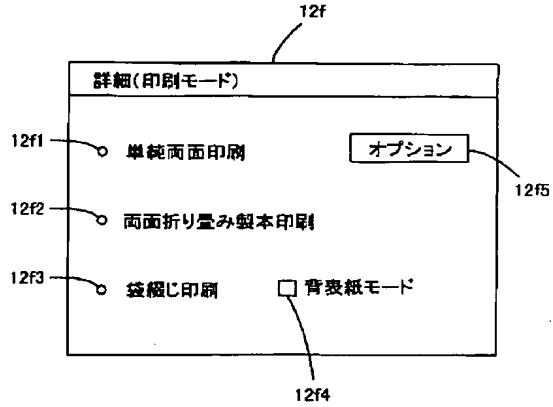 12f
詳細(印刷モード)
12f1
単純両面印刷
オプション
12f5
12f2
両面折り畳み製本印刷
12f3
袋綴じ印刷
背表紙モード
12f4